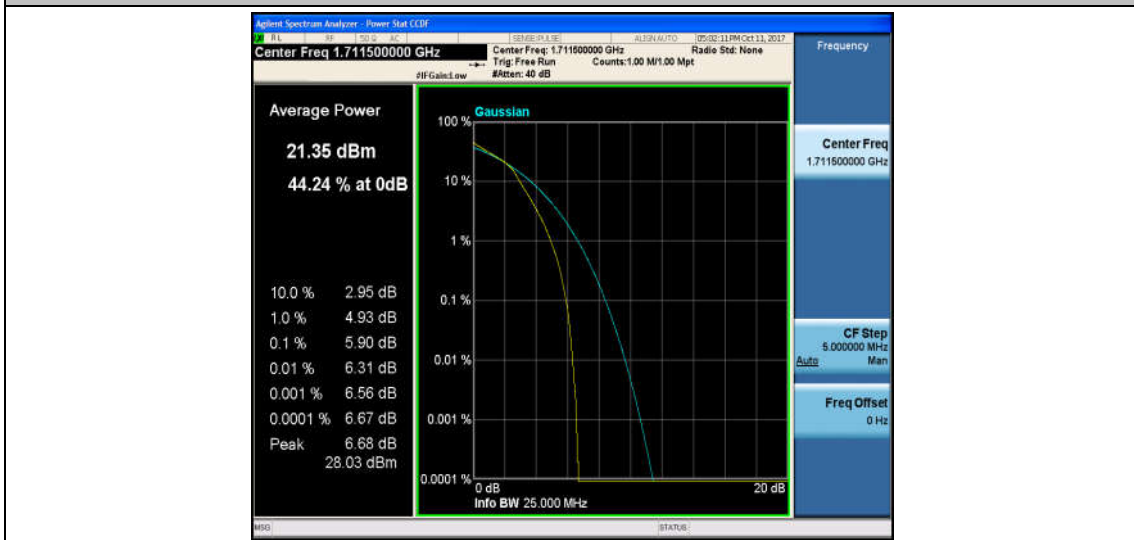 Agilent Spectrum Analyzer - Power Stat CCDF
RL RF 50 Ω AC SENSE:PULSE ALIGN AUTO 05:02:11 PM Oct 11, 2017
Center Freq 1.711500000 GHz
Center Freq: 1.711500000 GHz Radio Std: None
Trig: Free Run Counts:1.00 M/1.00 Mpt
#IFGain:Low #Atten: 40 dB
Frequency
Average Power
21.35 dBm
44.24 % at 0dB
10.0 % 2.95 dB
1.0 % 4.93 dB
0.1 % 5.90 dB
0.01 % 6.31 dB
0.001 % 6.56 dB
0.0001 % 6.67 dB
Peak 6.68 dB
28.03 dBm
Gaussian
100 %
10 %
1 %
0.1 %
0.01 %
0.001 %
0.0001 %
0 dB 20 dB
Info BW 25.000 MHz
Center Freq
1.711500000 GHz
CF Step
5.000000 MHz
Auto Man
Freq Offset
0 Hz
MSG STATUS